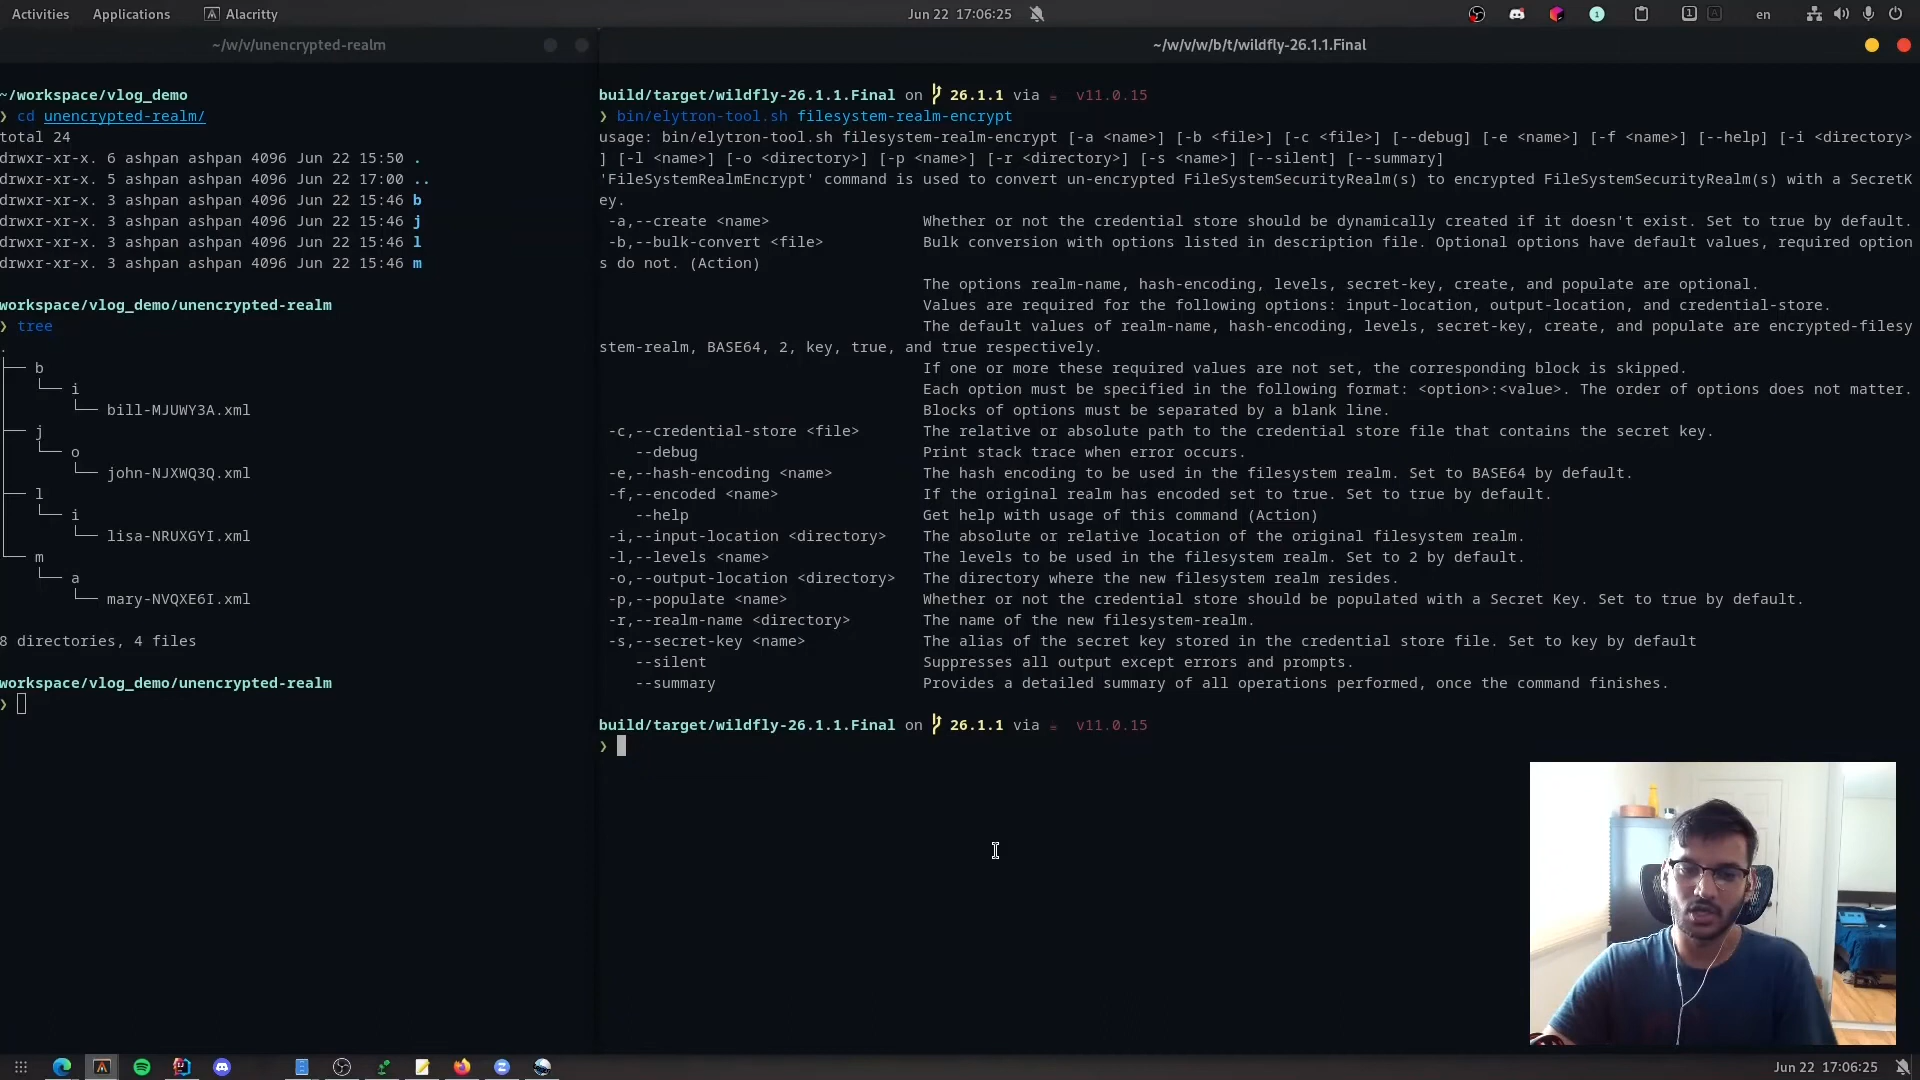 Activities Applications Alacritty Jun 22 17:06:25 en
~/w/v/unencrypted-realm
~/w/v/w/b/t/wildfly-26.1.1.Final
~/workspace/vlog_demo
❯ cd unencrypted-realm/
total 24
drwxr-xr-x. 6 ashpan ashpan 4096 Jun 22 15:50 .
drwxr-xr-x. 5 ashpan ashpan 4096 Jun 22 17:00 ..
drwxr-xr-x. 3 ashpan ashpan 4096 Jun 22 15:46 b
drwxr-xr-x. 3 ashpan ashpan 4096 Jun 22 15:46 j
drwxr-xr-x. 3 ashpan ashpan 4096 Jun 22 15:46 l
drwxr-xr-x. 3 ashpan ashpan 4096 Jun 22 15:46 m
workspace/vlog_demo/unencrypted-realm
❯ tree
.
├── b
│   └── i
│       └── bill-MJUWY3A.xml
├── j
│   └── o
│       └── john-NJXWQ3Q.xml
├── l
│   └── i
│       └── lisa-NRUXGYI.xml
└── m
    └── a
        └── mary-NVQXE6I.xml
8 directories, 4 files
workspace/vlog_demo/unencrypted-realm
❯
build/target/wildfly-26.1.1.Final on 26.1.1 via v11.0.15
❯ bin/elytron-tool.sh filesystem-realm-encrypt
usage: bin/elytron-tool.sh filesystem-realm-encrypt [-a <name>] [-b <file>] [-c <file>] [--debug] [-e <name>] [-f <name>] [--help] [-i <directory>
] [-l <name>] [-o <directory>] [-p <name>] [-r <directory>] [-s <name>] [--silent] [--summary]
'FileSystemRealmEncrypt' command is used to convert un-encrypted FileSystemSecurityRealm(s) to encrypted FileSystemSecurityRealm(s) with a SecretK
ey.
-a,--create <name> Whether or not the credential store should be dynamically created if it doesn't exist. Set to true by default.
-b,--bulk-convert <file> Bulk conversion with options listed in description file. Optional options have default values, required option
s do not. (Action)
The options realm-name, hash-encoding, levels, secret-key, create, and populate are optional.
Values are required for the following options: input-location, output-location, and credential-store.
The default values of realm-name, hash-encoding, levels, secret-key, create, and populate are encrypted-filesy
stem-realm, BASE64, 2, key, true, and true respectively.
If one or more these required values are not set, the corresponding block is skipped.
Each option must be specified in the following format: <option>:<value>. The order of options does not matter.
Blocks of options must be separated by a blank line.
-c,--credential-store <file> The relative or absolute path to the credential store file that contains the secret key.
--debug Print stack trace when error occurs.
-e,--hash-encoding <name> The hash encoding to be used in the filesystem realm. Set to BASE64 by default.
-f,--encoded <name> If the original realm has encoded set to true. Set to true by default.
--help Get help with usage of this command (Action)
-i,--input-location <directory> The absolute or relative location of the original filesystem realm.
-l,--levels <name> The levels to be used in the filesystem realm. Set to 2 by default.
-o,--output-location <directory> The directory where the new filesystem realm resides.
-p,--populate <name> Whether or not the credential store should be populated with a Secret Key. Set to true by default.
-r,--realm-name <directory> The name of the new filesystem-realm.
-s,--secret-key <name> The alias of the secret key stored in the credential store file. Set to key by default
--silent Suppresses all output except errors and prompts.
--summary Provides a detailed summary of all operations performed, once the command finishes.
build/target/wildfly-26.1.1.Final on 26.1.1 via v11.0.15
❯
Jun 22 17:06:25